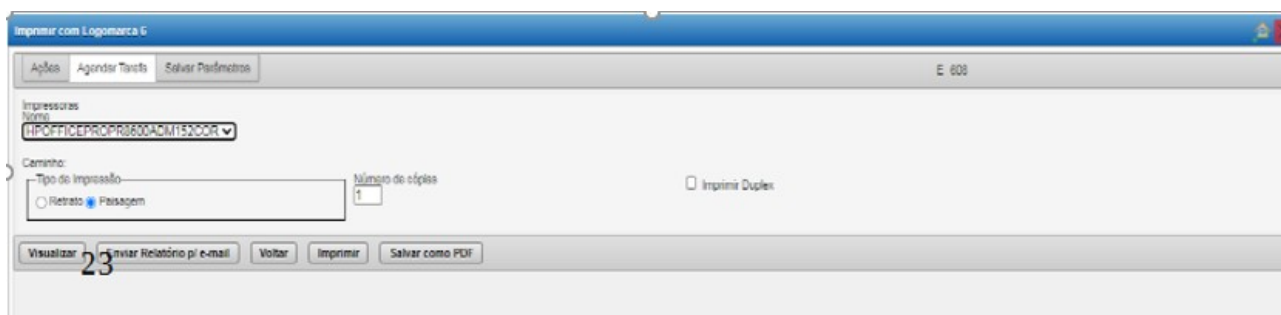 Imprimir com Logomarca 6
Ações Agendar Tarefa Salvar Parâmetros E 608
Impressoras
Nome
HPOFFICEPROPR8600ADM152COR
Caminho:
Tipo de Impressão Número de cópias
Retrato Paisagem 1 Imprimir Duplex
Visualizar Enviar Relatório p/ e-mail Voltar Imprimir Salvar como PDF
23